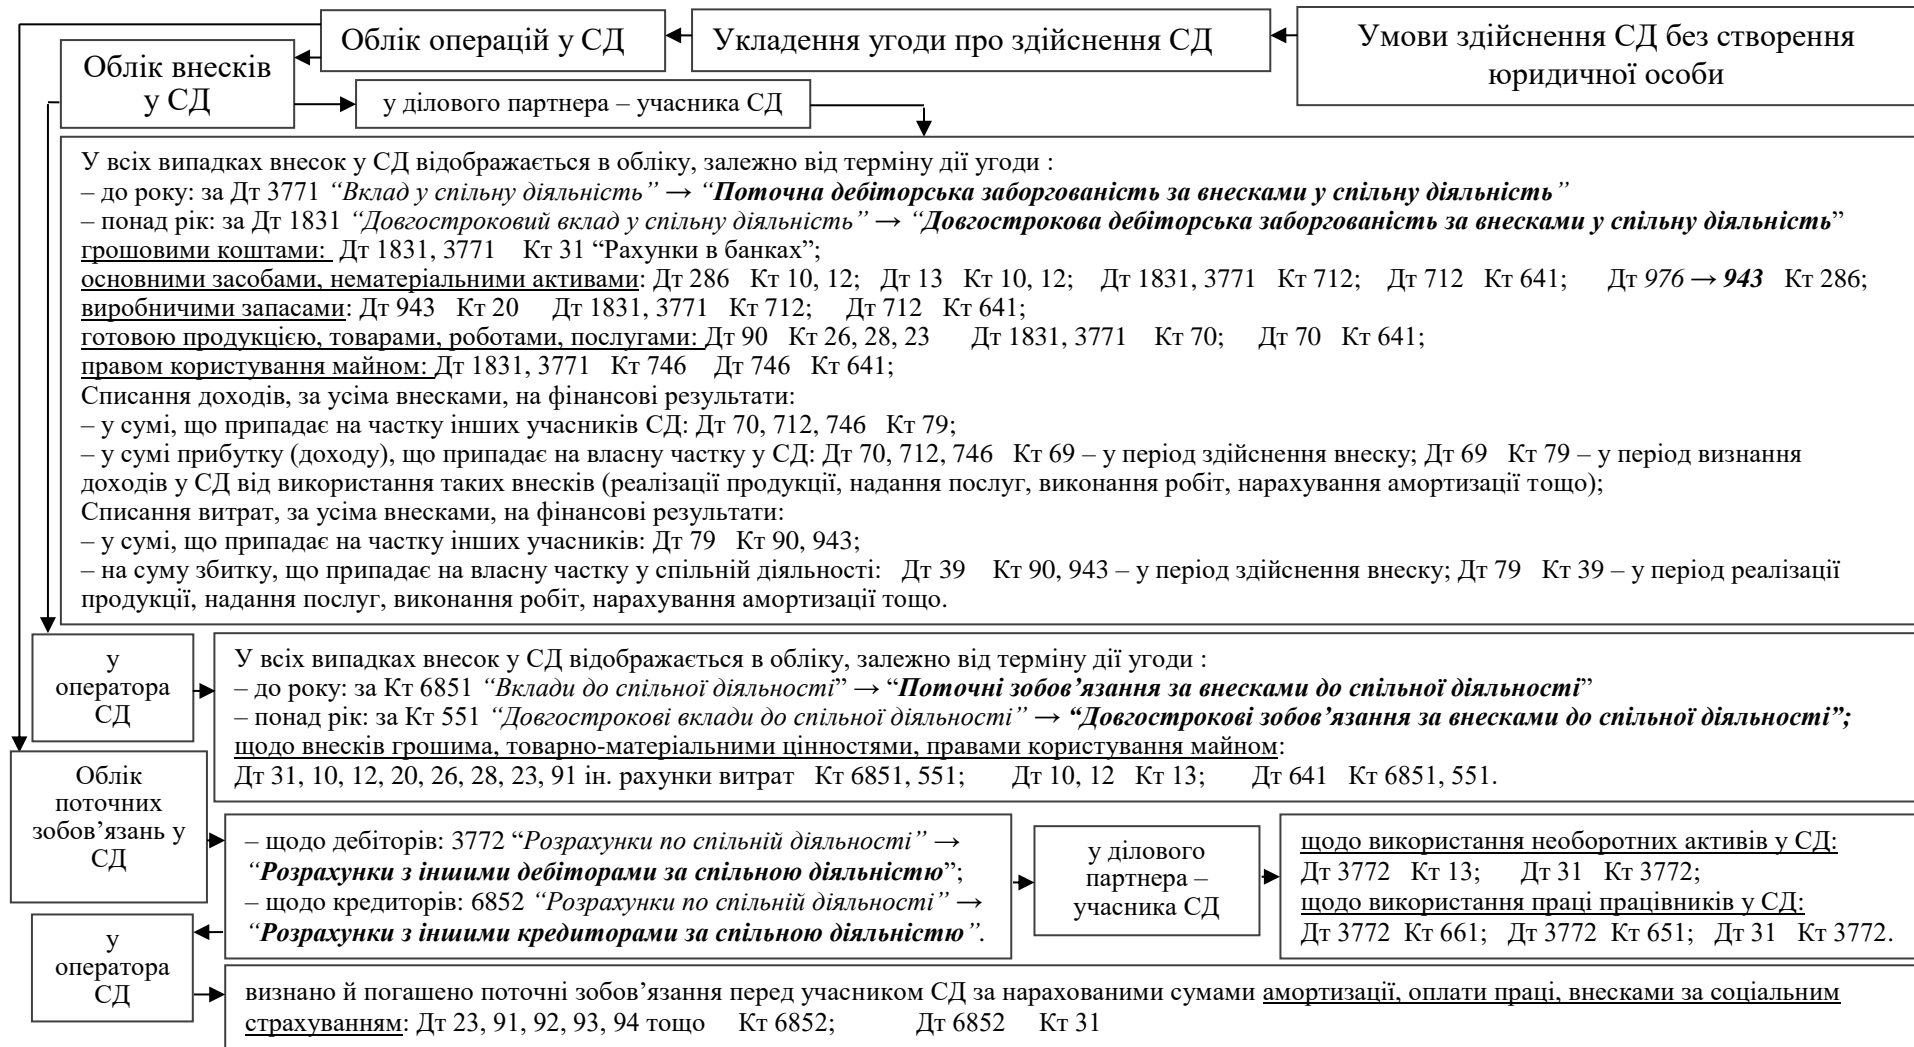 Облік операцій у СД
Укладення угоди про здійснення СД
Умови здійснення СД без створення
юридичної особи
Облік внесків
у СД
у ділового партнера – учасника СД
У всіх випадках внесок у СД відображається в обліку, залежно від терміну дії угоди :
– до року: за Дт 3771 “Вклад у спільну діяльність” → “Поточна дебіторська заборгованість за внесками у спільну діяльність”
– понад рік: за Дт 1831 “Довгостроковий вклад у спільну діяльність” → “Довгострокова дебіторська заборгованість за внесками у спільну діяльність”
грошовими коштами: Дт 1831, 3771 Кт 31 “Рахунки в банках”;
основними засобами, нематеріальними активами: Дт 286 Кт 10, 12; Дт 13 Кт 10, 12; Дт 1831, 3771 Кт 712; Дт 712 Кт 641; Дт 976 → 943 Кт 286;
виробничими запасами: Дт 943 Кт 20 Дт 1831, 3771 Кт 712; Дт 712 Кт 641;
готовою продукцією, товарами, роботами, послугами: Дт 90 Кт 26, 28, 23 Дт 1831, 3771 Кт 70; Дт 70 Кт 641;
правом користування майном: Дт 1831, 3771 Кт 746 Дт 746 Кт 641;
Списання доходів, за усіма внесками, на фінансові результати:
– у сумі, що припадає на частку інших учасників СД: Дт 70, 712, 746 Кт 79;
– у сумі прибутку (доходу), що припадає на власну частку у СД: Дт 70, 712, 746 Кт 69 – у період здійснення внеску; Дт 69 Кт 79 – у період визнання
доходів у СД від використання таких внесків (реалізації продукції, надання послуг, виконання робіт, нарахування амортизації тощо);
Списання витрат, за усіма внесками, на фінансові результати:
– у сумі, що припадає на частку інших учасників: Дт 79 Кт 90, 943;
– на суму збитку, що припадає на власну частку у спільній діяльності: Дт 39 Кт 90, 943 – у період здійснення внеску; Дт 79 Кт 39 – у період реалізації
продукції, надання послуг, виконання робіт, нарахування амортизації тощо.
у
оператора
СД
У всіх випадках внесок у СД відображається в обліку, залежно від терміну дії угоди :
– до року: за Кт 6851 “Вклади до спільної діяльності” → “Поточні зобов’язання за внесками до спільної діяльності”
– понад рік: за Кт 551 “Довгострокові вклади до спільної діяльності” → “Довгострокові зобов’язання за внесками до спільної діяльності”;
щодо внесків грошима, товарно-матеріальними цінностями, правами користування майном:
Дт 31, 10, 12, 20, 26, 28, 23, 91 ін. рахунки витрат Кт 6851, 551; Дт 10, 12 Кт 13; Дт 641 Кт 6851, 551.
Облік
поточних
зобов’язань у
СД
– щодо дебіторів: 3772 “Розрахунки по спільній діяльності” →
“Розрахунки з іншими дебіторами за спільною діяльністю”;
– щодо кредиторів: 6852 “Розрахунки по спільній діяльності” →
“Розрахунки з іншими кредиторами за спільною діяльністю”.
у ділового
партнера –
учасника СД
щодо використання необоротних активів у СД:
Дт 3772 Кт 13; Дт 31 Кт 3772;
щодо використання праці працівників у СД:
Дт 3772 Кт 661; Дт 3772 Кт 651; Дт 31 Кт 3772.
у
оператора
СД
визнано й погашено поточні зобов’язання перед учасником СД за нарахованими сумами амортизації, оплати праці, внесками за соціальним
страхуванням: Дт 23, 91, 92, 93, 94 тощо Кт 6852; Дт 6852 Кт 31